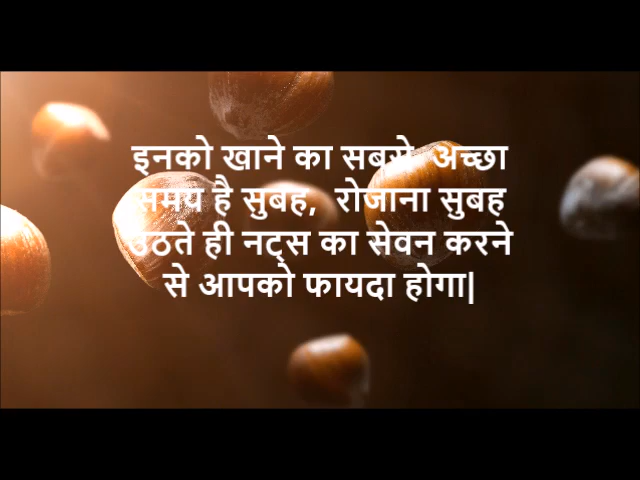 इनको खाने का सबसे अच्छा
समय है सुबह, रोजाना सुबह
उठते ही नट्स का सेवन करने
से आपको फायदा होगा|